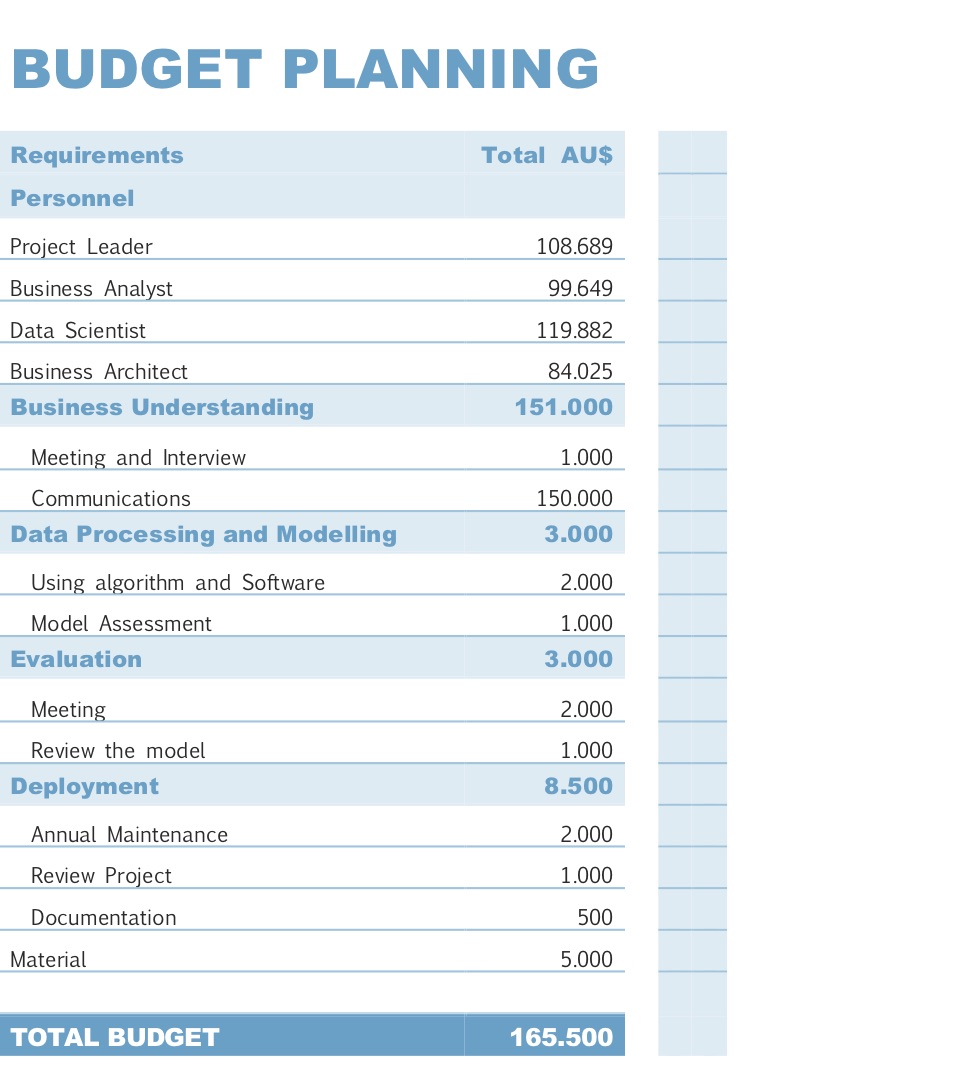 BUDGET PLANNING
Requirements Total AU$
Personnel
Project Leader 108.689
Business Analyst 99.649
Data Scientist 119.882
Business Architect 84.025
Business Understanding 151.000
Meeting and Interview 1.000
Communications 150.000
Data Processing and Modelling 3.000
Using algorithm and Software 2.000
Model Assessment 1.000
Evaluation 3.000
Meeting 2.000
Review the model 1.000
Deployment 8.500
Annual Maintenance 2.000
Review Project 1.000
Documentation 500
Material 5.000
TOTAL BUDGET 165.500